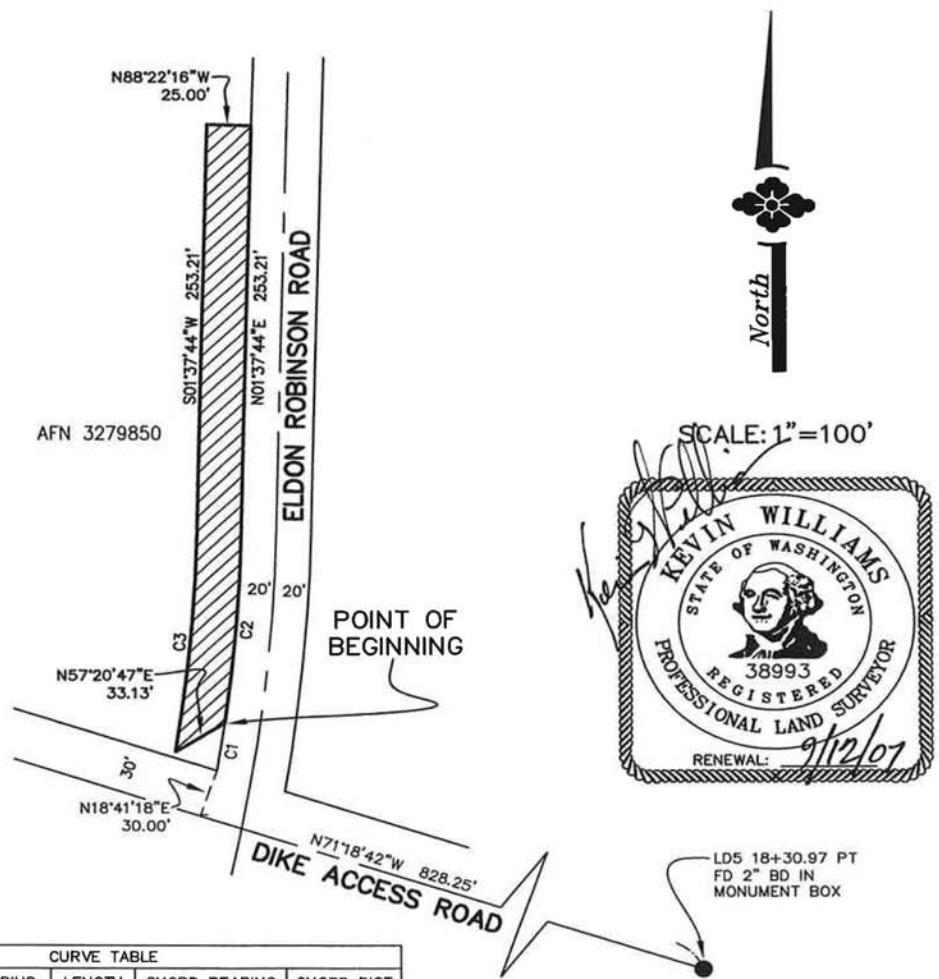 N88°22'16"W
25.00'
S01°37'44"W 253.21'
N01°37'44"E 253.21'
ELDON ROBINSON ROAD
North
AFN 3279850
SCALE: 1"=100'
KEVIN WILLIAMS
STATE OF WASHINGTON
38993
REGISTERED
PROFESSIONAL LAND SURVEYOR
RENEWAL: 9/12/07
20' 20'
C3
C2
POINT OF
BEGINNING
N57°20'47"E
33.13'
C1
30'
N18°41'18"E
30.00'
N71°18'42"W 828.25'
DIKE ACCESS ROAD
LD5 18+30.97 PT
FD 2" BD IN
MONUMENT BOX
CURVE TABLE
LENGTH CHORD BEARING CHORD DIST